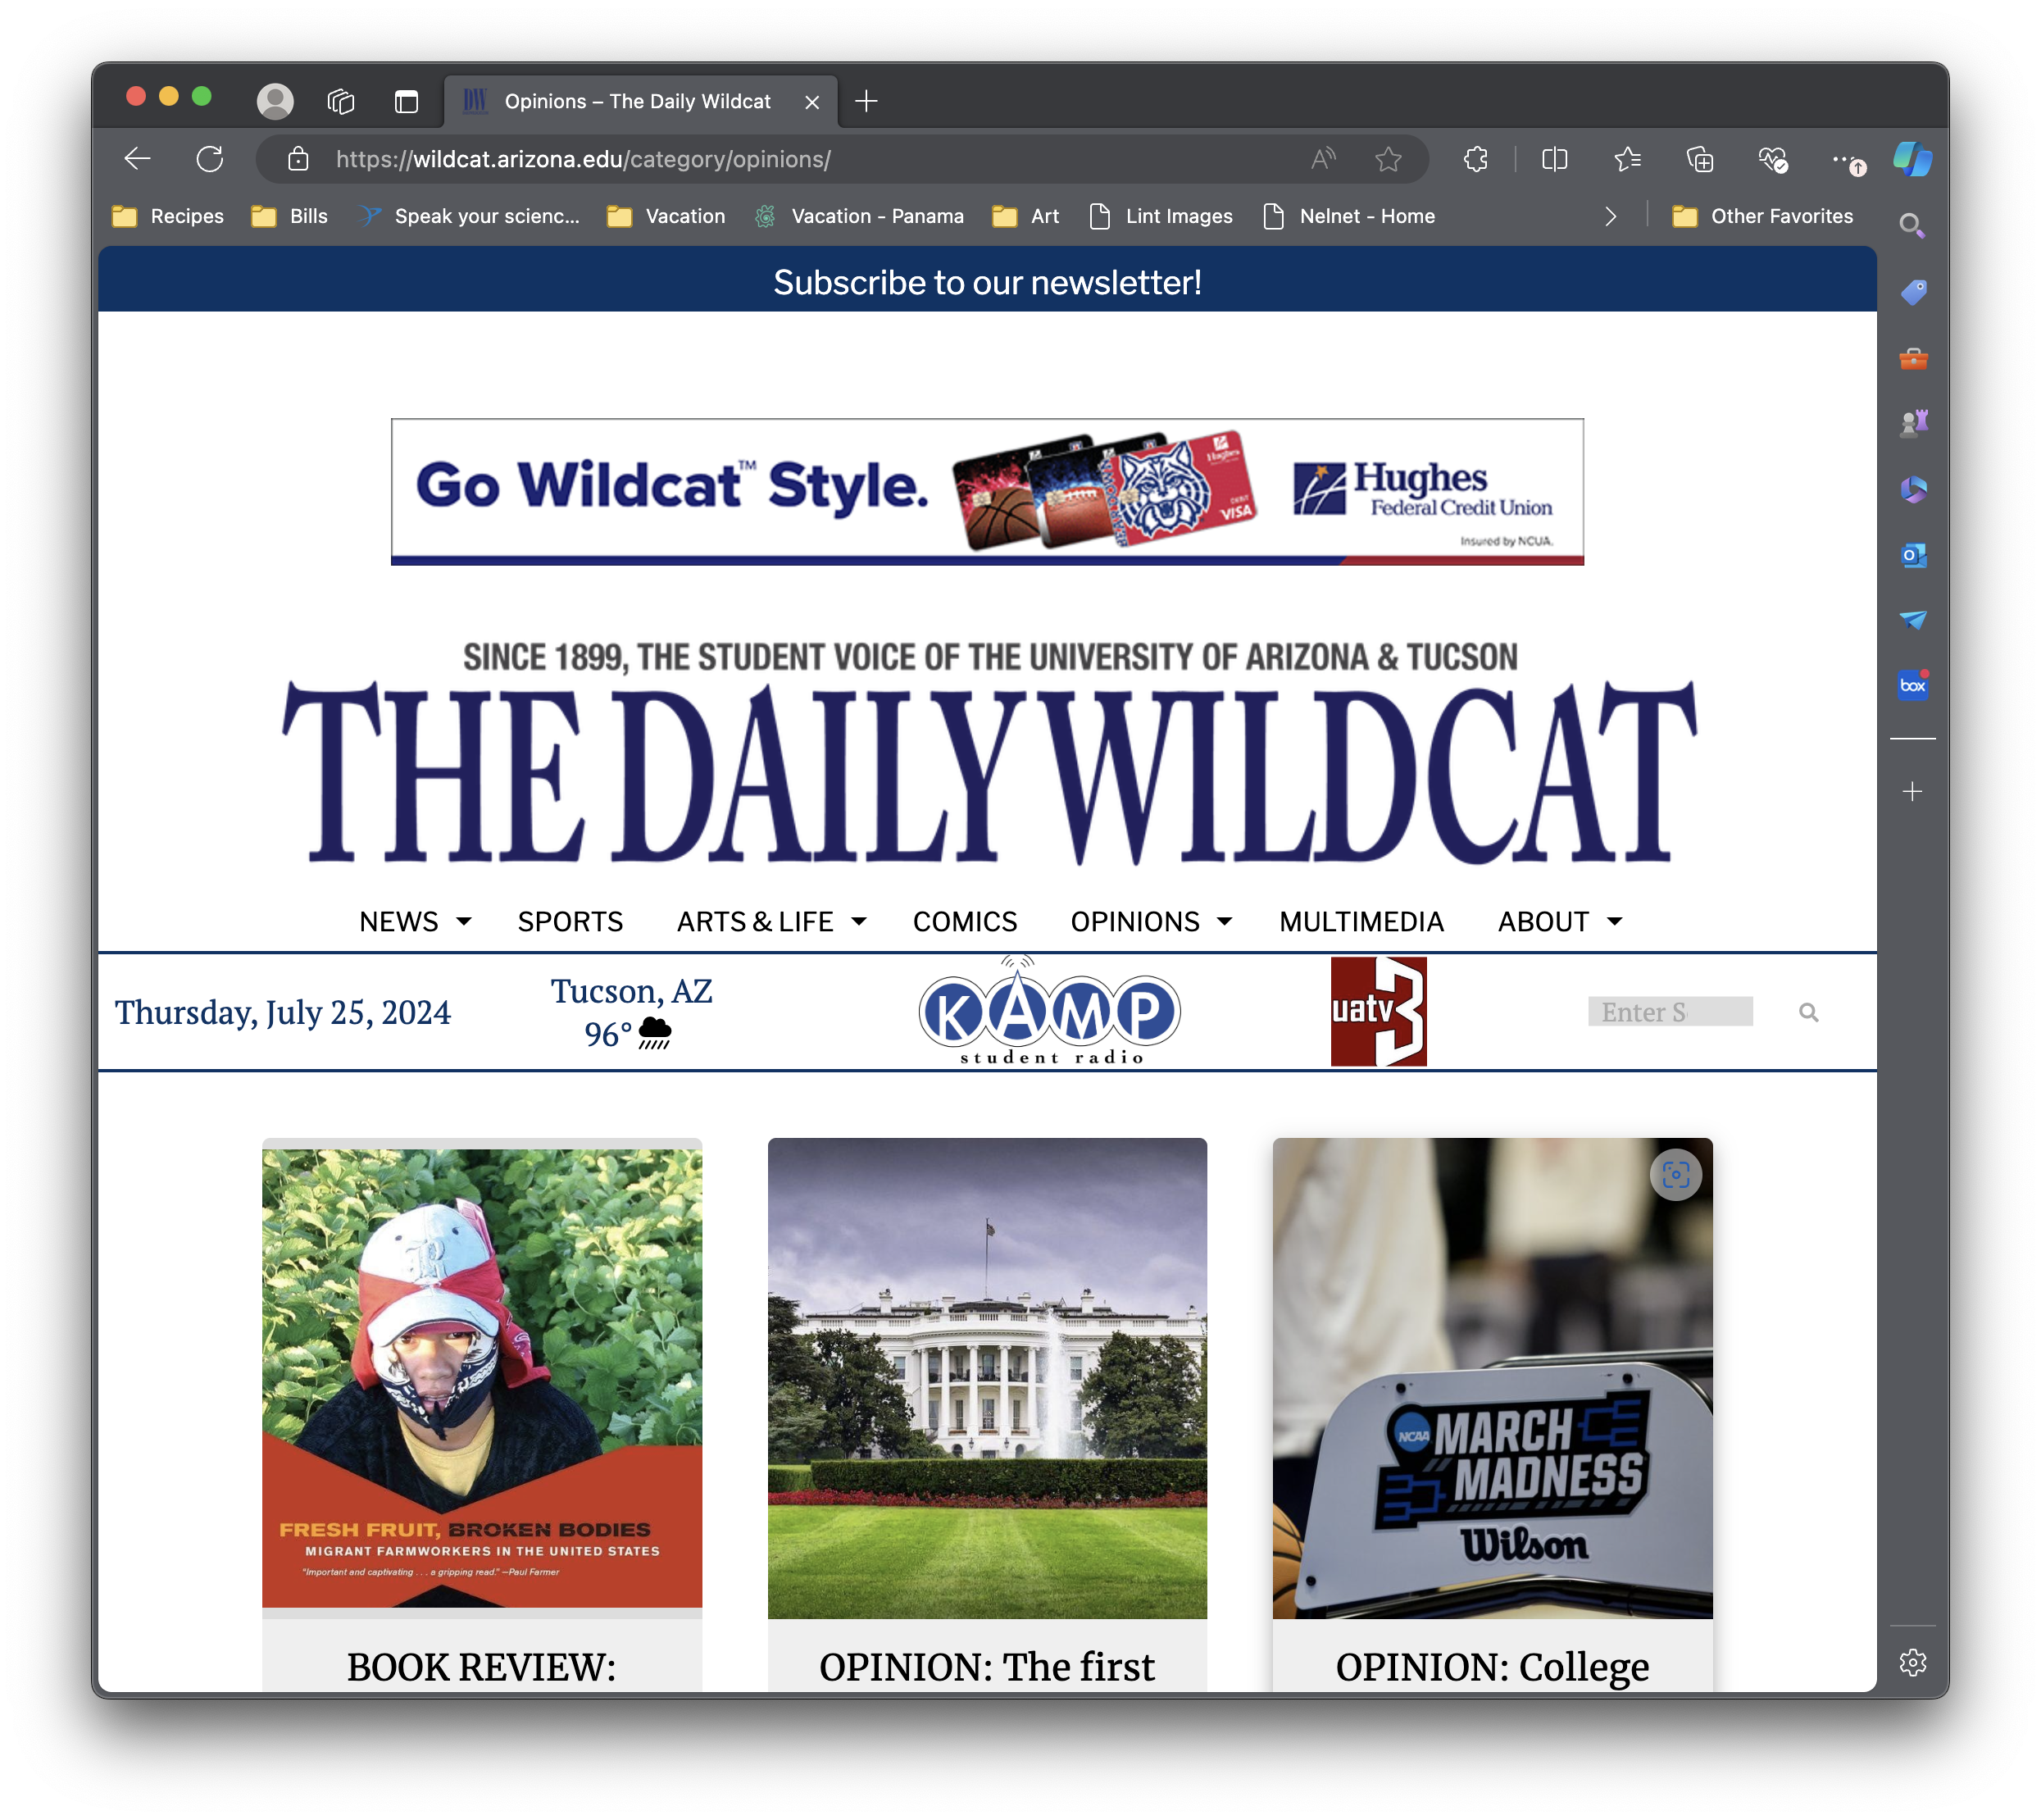 Opinions – The Daily Wildcat
https://wildcat.arizona.edu/category/opinions/
Recipes
Bills
Speak your scienc...
Vacation
Vacation - Panama
Art
Lint Images
Nelnet - Home
Other Favorites
Subscribe to our newsletter!
Go Wildcat™ Style.
Hughes
VISA
DEBIT
Hughes
Federal Credit Union
Insured by NCUA.
box
SINCE 1899, THE STUDENT VOICE OF THE UNIVERSITY OF ARIZONA & TUCSON
THE DAILY WILDCAT
NEWS
SPORTS
ARTS & LIFE
COMICS
OPINIONS
MULTIMEDIA
ABOUT
Thursday, July 25, 2024
Tucson, AZ
96°
KAMP
student radio
uatv 3
Enter S
FRESH FRUIT, BROKEN BODIES
MIGRANT FARMWORKERS IN THE UNITED STATES
"Important and captivating . . . a gripping read." —Paul Farmer
NCAA
MARCH
MADNESS
Wilson
BOOK REVIEW:
OPINION: The first
OPINION: College